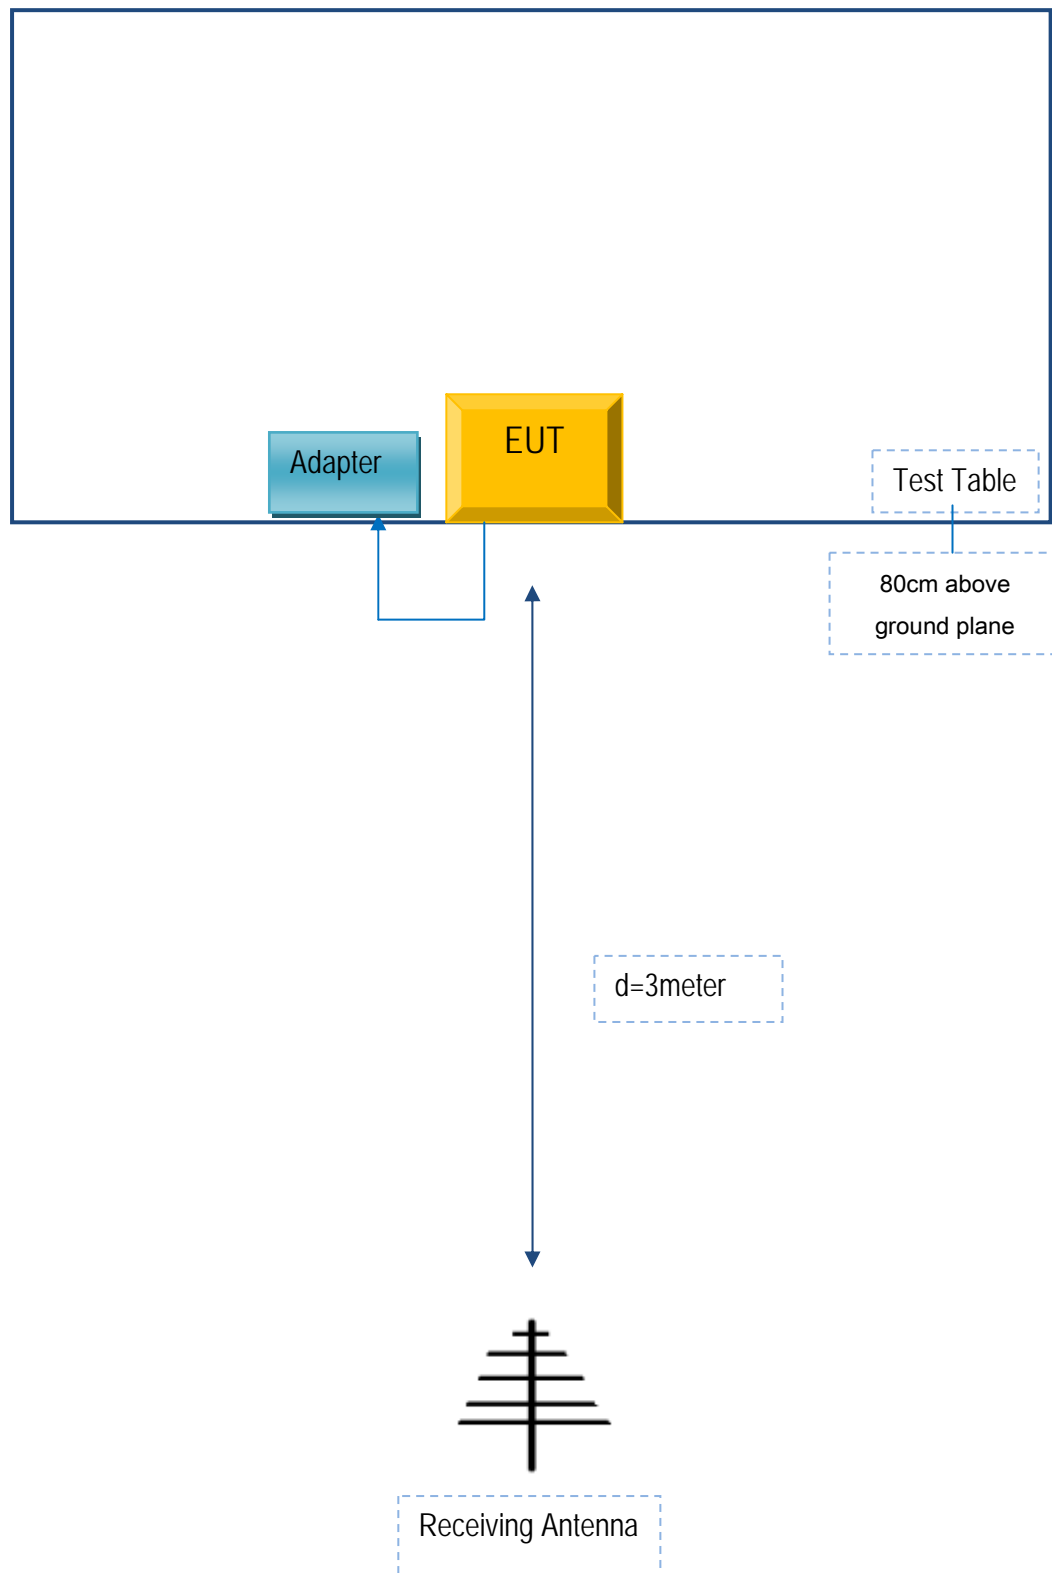 EUT
Adapter
Test Table
80cm above
ground plane
d=3meter
Receiving Antenna